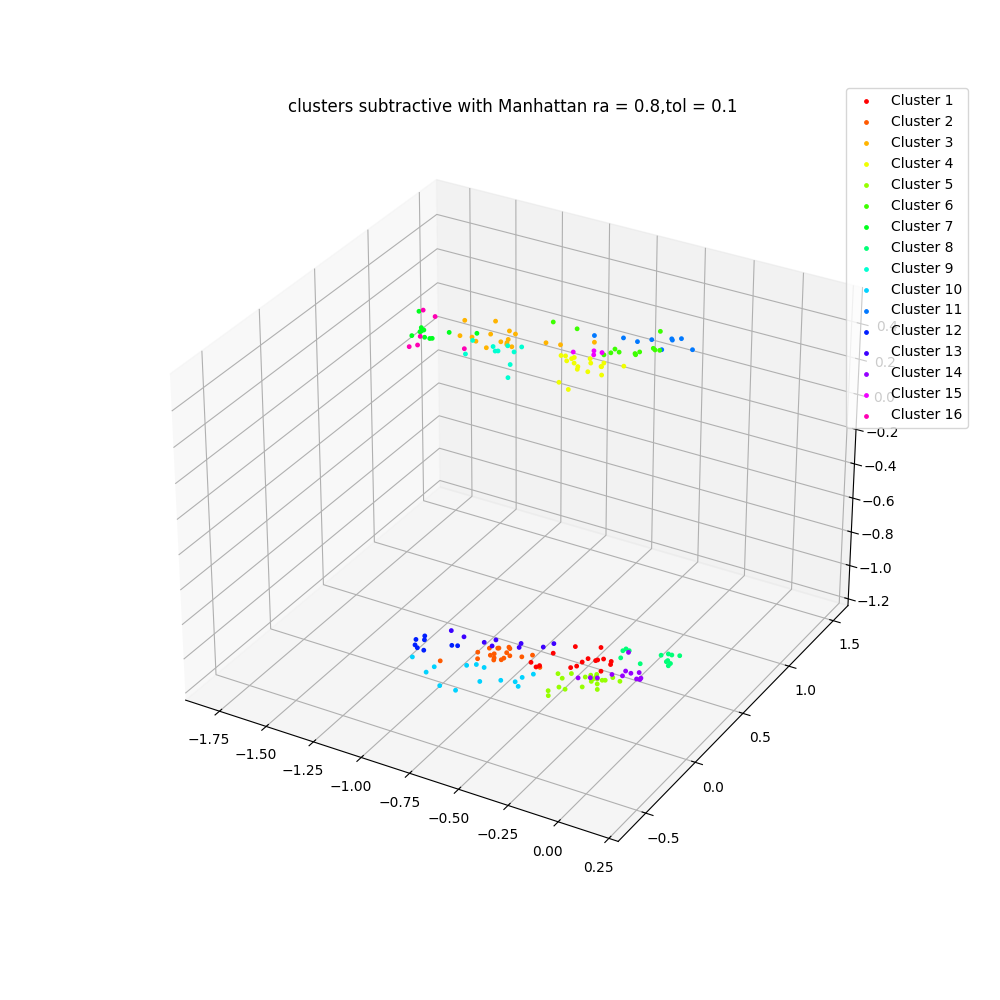 clusters subtractive with Manhattan ra = 0.8,tol = 0.1
Cluster 1
Cluster 2
Cluster 3
Cluster 4
Cluster 5
Cluster 6
Cluster 7
Cluster 8
Cluster 9
Cluster 10
Cluster 11
Cluster 12
Cluster 13
Cluster 14
Cluster 15
Cluster 16
0.2
0.0
−0.2
−0.4
−0.6
−0.8
−1.0
−1.2
1.5
1.0
0.5
0.0
−0.5
−1.75
−1.50
−1.25
−1.00
−0.75
−0.50
−0.25
0.00
0.25